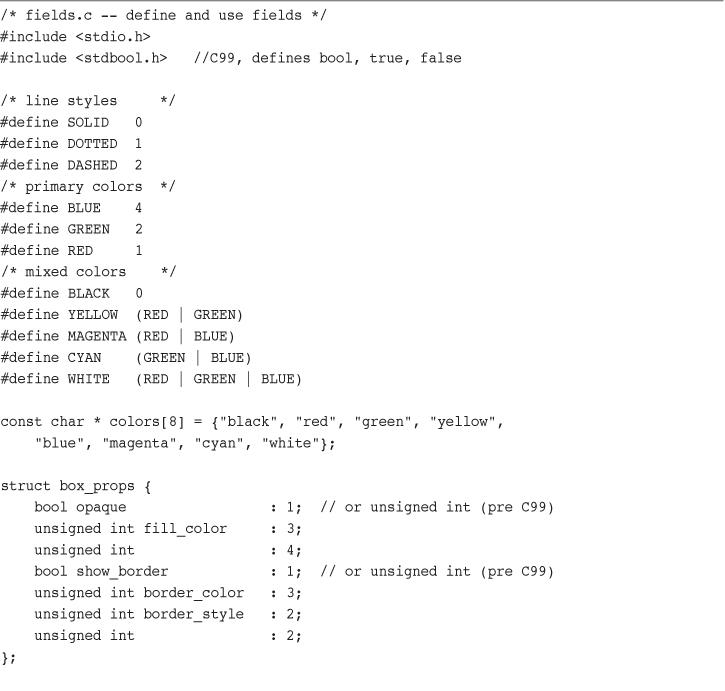 /* fields.c -- define and use fields */
#include <stdio.h>
#include <stdbool.h>   //C99, defines bool, true, false

/* line styles     */
#define SOLID   0
#define DOTTED  1
#define DASHED  2
/* primary colors  */
#define BLUE    4
#define GREEN   2
#define RED     1
/* mixed colors    */
#define BLACK   0
#define YELLOW  (RED | GREEN)
#define MAGENTA (RED | BLUE)
#define CYAN    (GREEN | BLUE)
#define WHITE   (RED | GREEN | BLUE)

const char * colors[8] = {"black", "red", "green", "yellow",
    "blue", "magenta", "cyan", "white"};

struct box_props {
    bool opaque                 : 1;  // or unsigned int (pre C99)
    unsigned int fill_color     : 3;
    unsigned int                : 4;
    bool show_border            : 1;  // or unsigned int (pre C99)
    unsigned int border_color   : 3;
    unsigned int border_style   : 2;
    unsigned int                : 2;
};